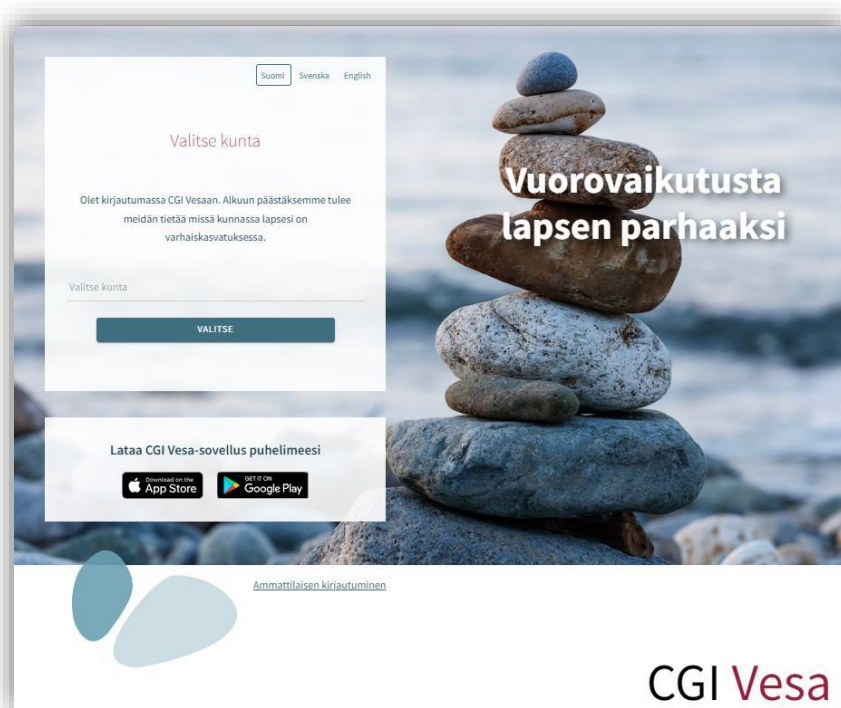 Suomi Svenska English
Valitse kunta
Olet kirjautumassa CGI Vesaan. Alkuun päästäksemme tulee
meidän tietää missä kunnassa lapsesi on
varhaiskasvatuksessa.
Valitse kunta
VALITSE
Vuorovaikutusta
lapsen parhaaksi
Lataa CGI Vesa-sovellus puhelimeesi
Download on the
App Store
GET IT ON
Google Play
Ammattilaisen kirjautuminen
CGI Vesa